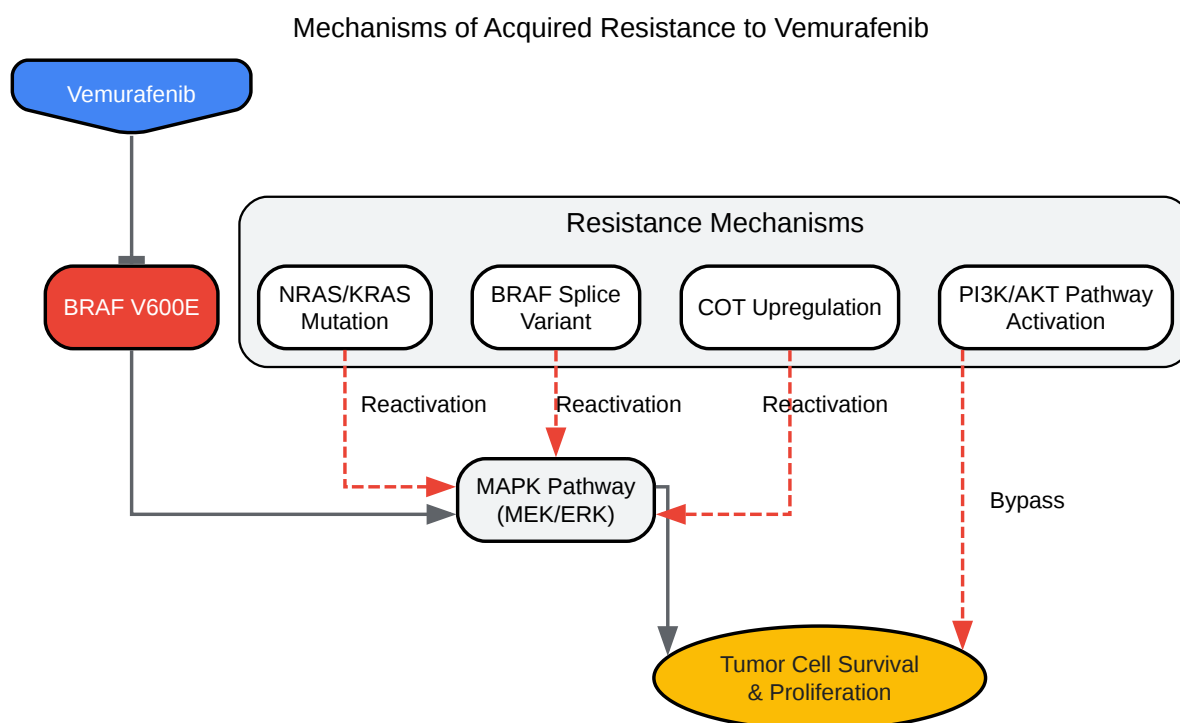 Mechanisms of Acquired Resistance to Vemurafenib
Vemurafenib
Resistance Mechanisms
BRAF V600E
NRAS/KRAS
Mutation
BRAF Splice
Variant
COT Upregulation
PI3K/AKT Pathway
Activation
Reactivation
Reactivation
Reactivation
MAPK Pathway
(MEK/ERK)
Bypass
Tumor Cell Survival
& Proliferation